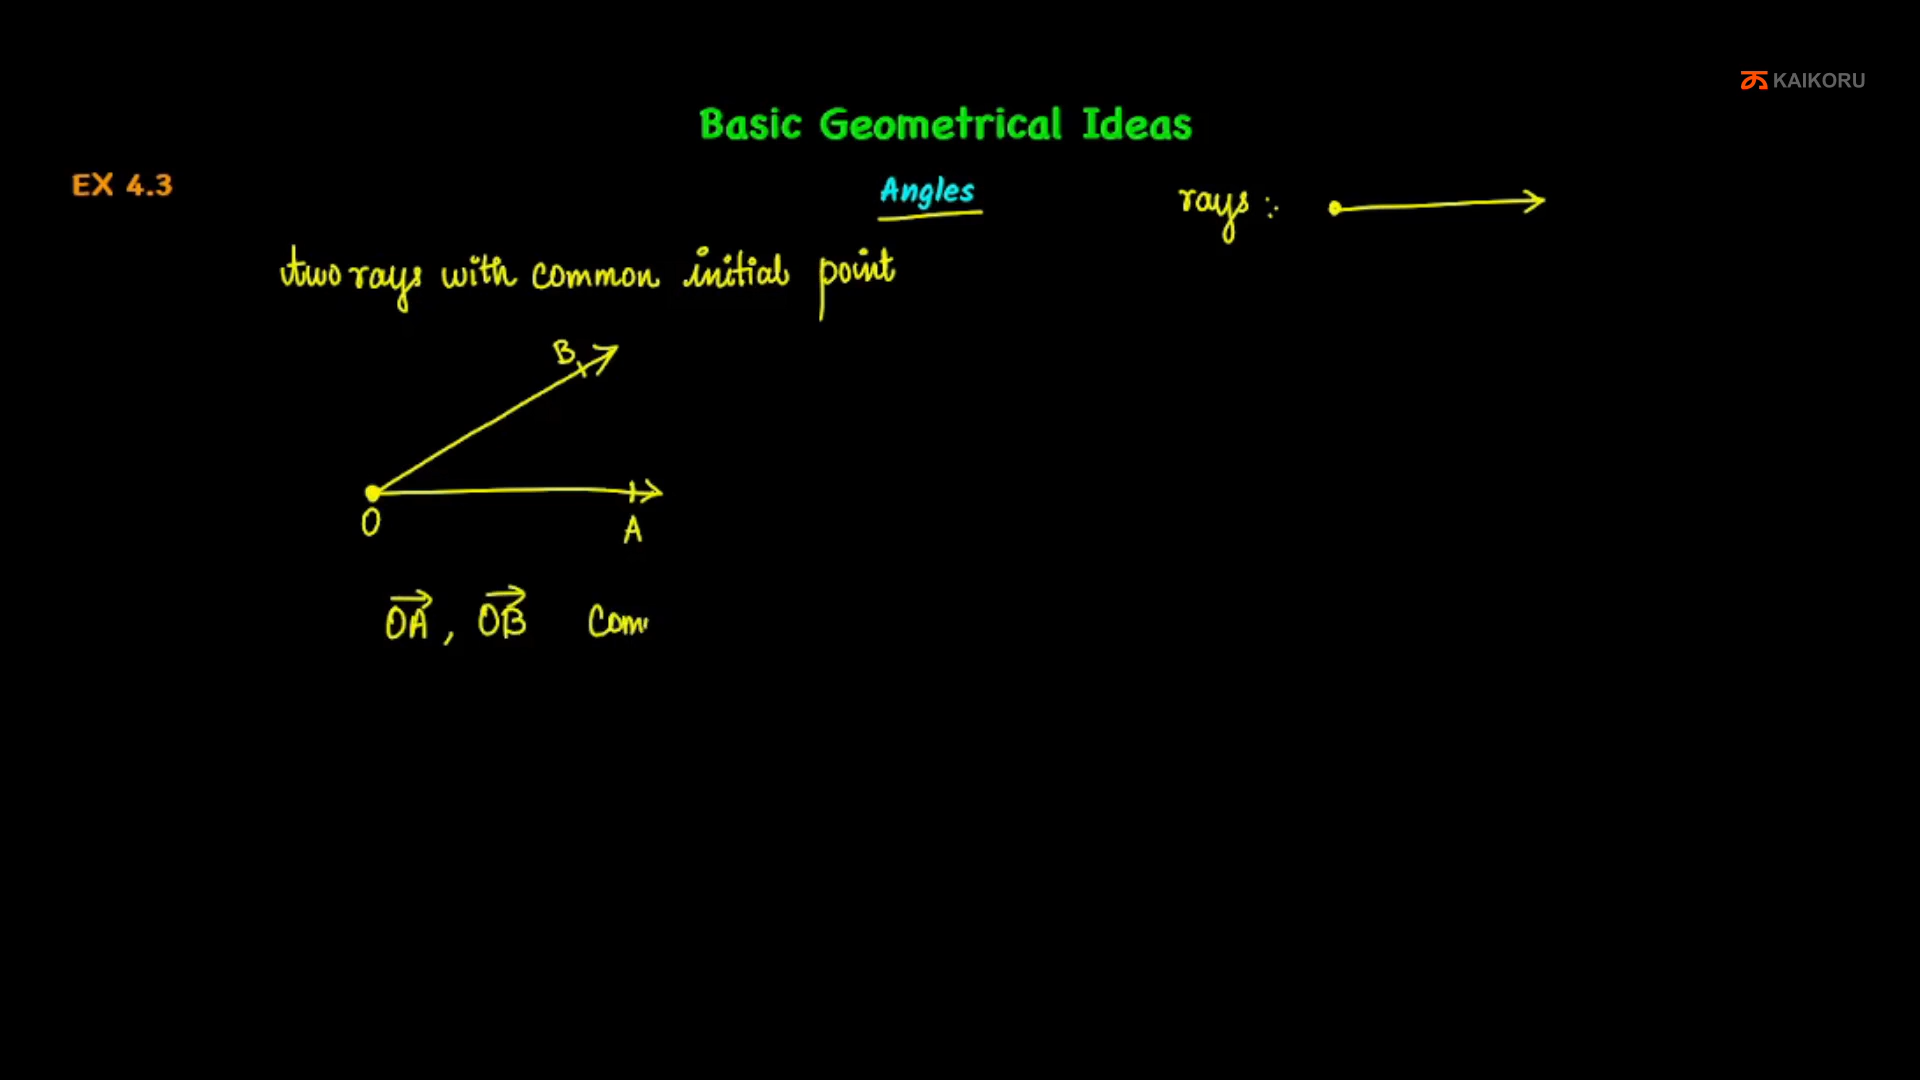 KAIKORU
Basic Geometrical Ideas
EX 4.3
Angles
rays :
two rays with common initial point
B
O
A
OA, OB Com